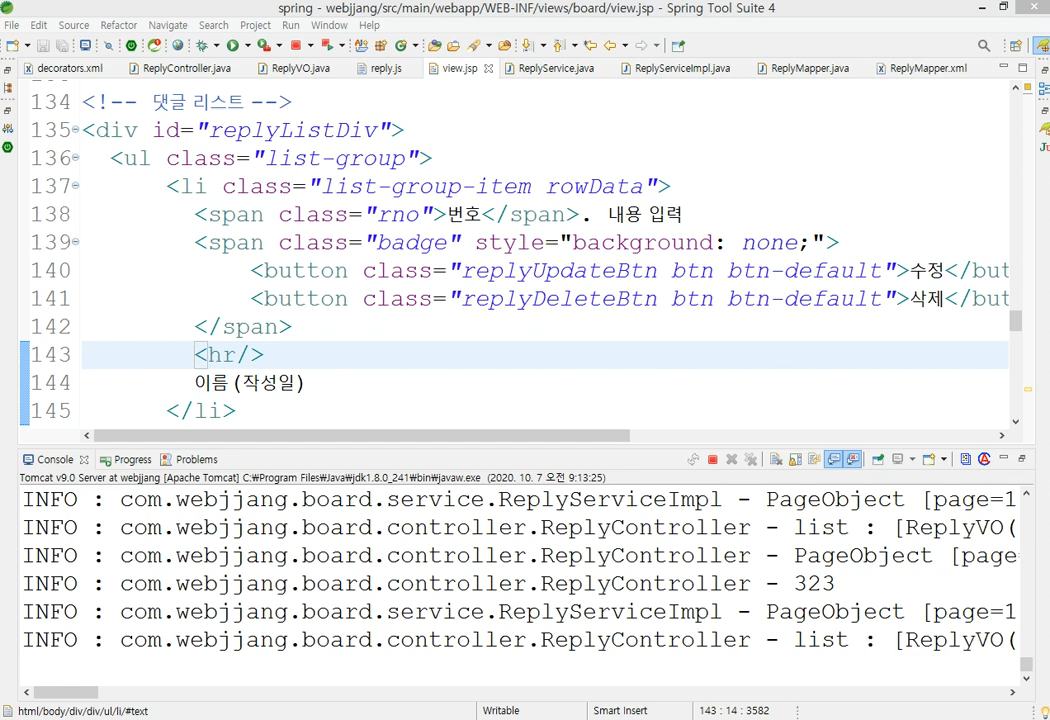 spring - webjjang/src/main/webapp/WEB-INF/views/board/view.jsp - Spring Tool Suite 4
File Edit Source Refactor Navigate Search Project Run Window Help
decorators.xml ReplyController.java ReplyVO.java reply.js view.jsp ReplyService.java ReplyServiceImpl.java ReplyMapper.java ReplyMapper.xml
134 <!-- 댓글 리스트 -->
135 <div id="replyListDiv">
136 <ul class="list-group">
137 <li class="list-group-item rowData">
138 <span class="rno">번호</span>. 내용 입력
139 <span class="badge" style="background: none;">
140 <button class="replyUpdateBtn btn btn-default">수정</but
141 <button class="replyDeleteBtn btn btn-default">삭제</but
142 </span>
143 <hr/>
144 이름 (작성일)
145 </li>
Console Progress Problems
Tomcat v9.0 Server at webjjang [Apache Tomcat] C:₩Program Files₩Java₩jdk1.8.0_241₩bin₩javaw.exe (2020. 10. 7 오전 9:13:25)
INFO : com.webjjang.board.service.ReplyServiceImpl - PageObject [page=1
INFO : com.webjjang.board.controller.ReplyController - list : [ReplyVO(
INFO : com.webjjang.board.controller.ReplyController - PageObject [page
INFO : com.webjjang.board.controller.ReplyController - 323
INFO : com.webjjang.board.service.ReplyServiceImpl - PageObject [page=1
INFO : com.webjjang.board.controller.ReplyController - list : [ReplyVO(
html/body/div/div/ul/li/#text Writable Smart Insert 143 : 14 : 3582